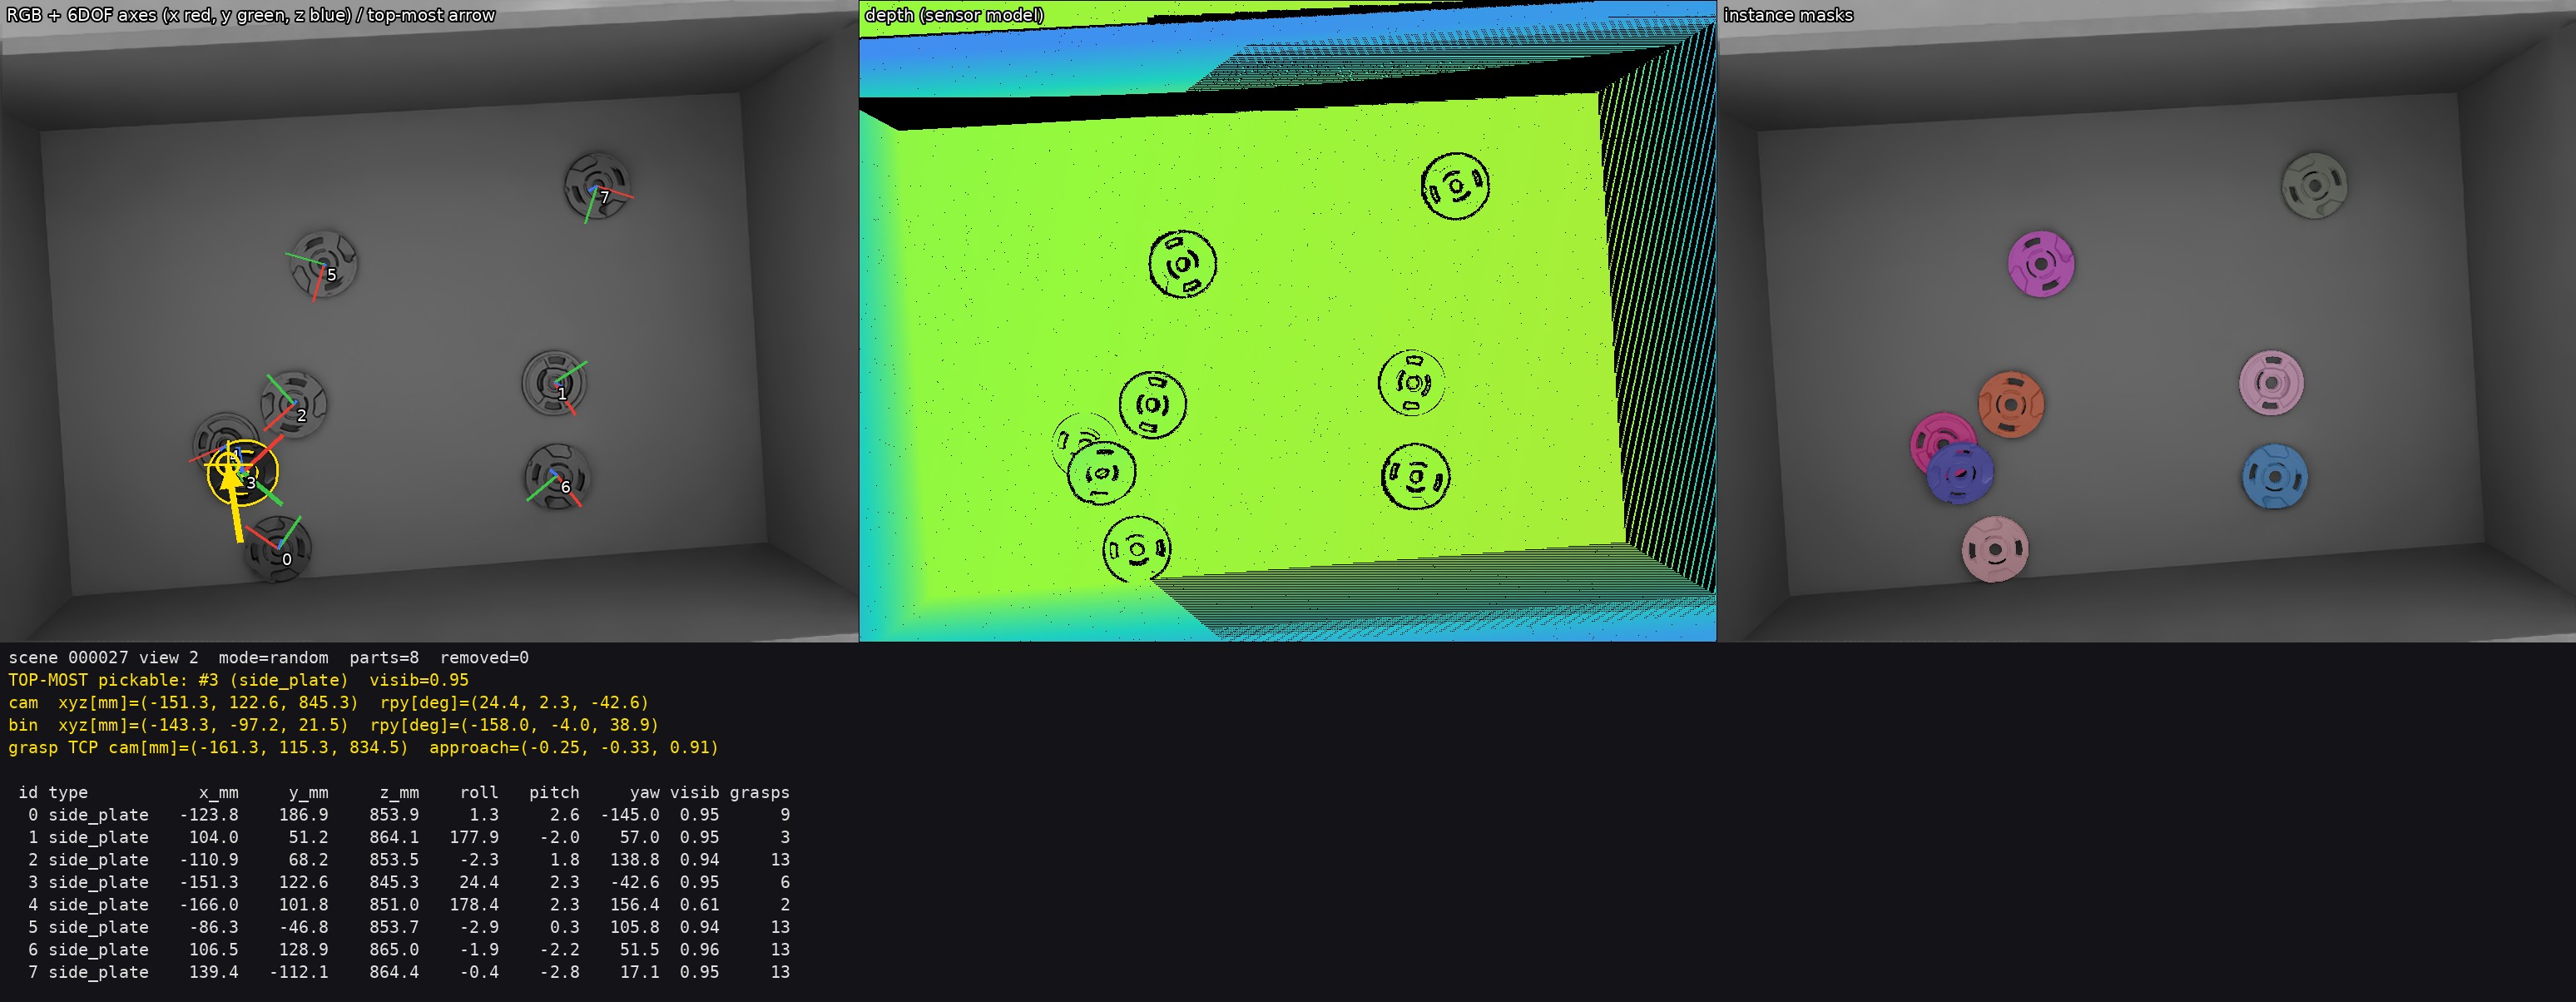 RGB + 6DOF axes (x red, y green, z blue) / top-most arrow
depth (sensor model)
instance masks
7
5
1
2
4
3
6
0
scene 000027 view 2  mode=random  parts=8  removed=0
TOP-MOST pickable: #3 (side_plate)  visib=0.95
cam  xyz[mm]=(-151.3, 122.6, 845.3)  rpy[deg]=(24.4, 2.3, -42.6)
bin  xyz[mm]=(-143.3, -97.2, 21.5)  rpy[deg]=(-158.0, -4.0, 38.9)
grasp TCP cam[mm]=(-161.3, 115.3, 834.5)  approach=(-0.25, -0.33, 0.91)
id type x_mm y_mm z_mm roll pitch yaw visib grasps
0 side_plate -123.8 186.9 853.9 1.3 2.6 -145.0 0.95 9
1 side_plate 104.0 51.2 864.1 177.9 -2.0 57.0 0.95 3
2 side_plate -110.9 68.2 853.5 -2.3 1.8 138.8 0.94 13
3 side_plate -151.3 122.6 845.3 24.4 2.3 -42.6 0.95 6
4 side_plate -166.0 101.8 851.0 178.4 2.3 156.4 0.61 2
5 side_plate -86.3 -46.8 853.7 -2.9 0.3 105.8 0.94 13
6 side_plate 106.5 128.9 865.0 -1.9 -2.2 51.5 0.96 13
7 side_plate 139.4 -112.1 864.4 -0.4 -2.8 17.1 0.95 13